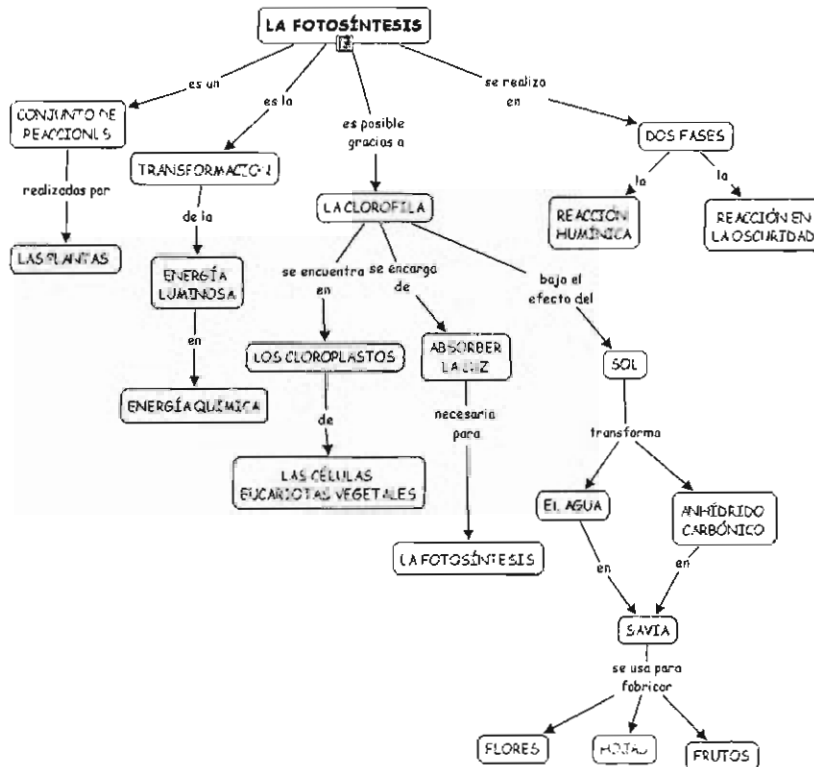 LA FOTOSÍNTESIS
es un
es la
es posible
gracias a
se realiza
en
CONJUNTO DE
REACCIONES
TRANSFORMACION
DOS FASES
realizadas por
de la
LA CLOROFILA
la
la
REACCIÓN
HUMÍNICA
REACCIÓN EN
LA OSCURIDAD
LAS PLANTAS
ENERGÍA
LUMINOSA
se encuentra
en
se encarga
de
bajo el
efecto del
en
LOS CLOROPLASTOS
ABSORBER
LA LUZ
SOL
ENERGÍA QUÍMICA
de
necesaria
para
transforma
LAS CÉLULAS
EUCARIOTAS VEGETALES
EL AGUA
ANHÍDRIDO
CARBÓNICO
LA FOTOSÍNTESIS
en
en
SAVIA
se usa para
fabricar
FLORES
HOJAS
FRUTOS